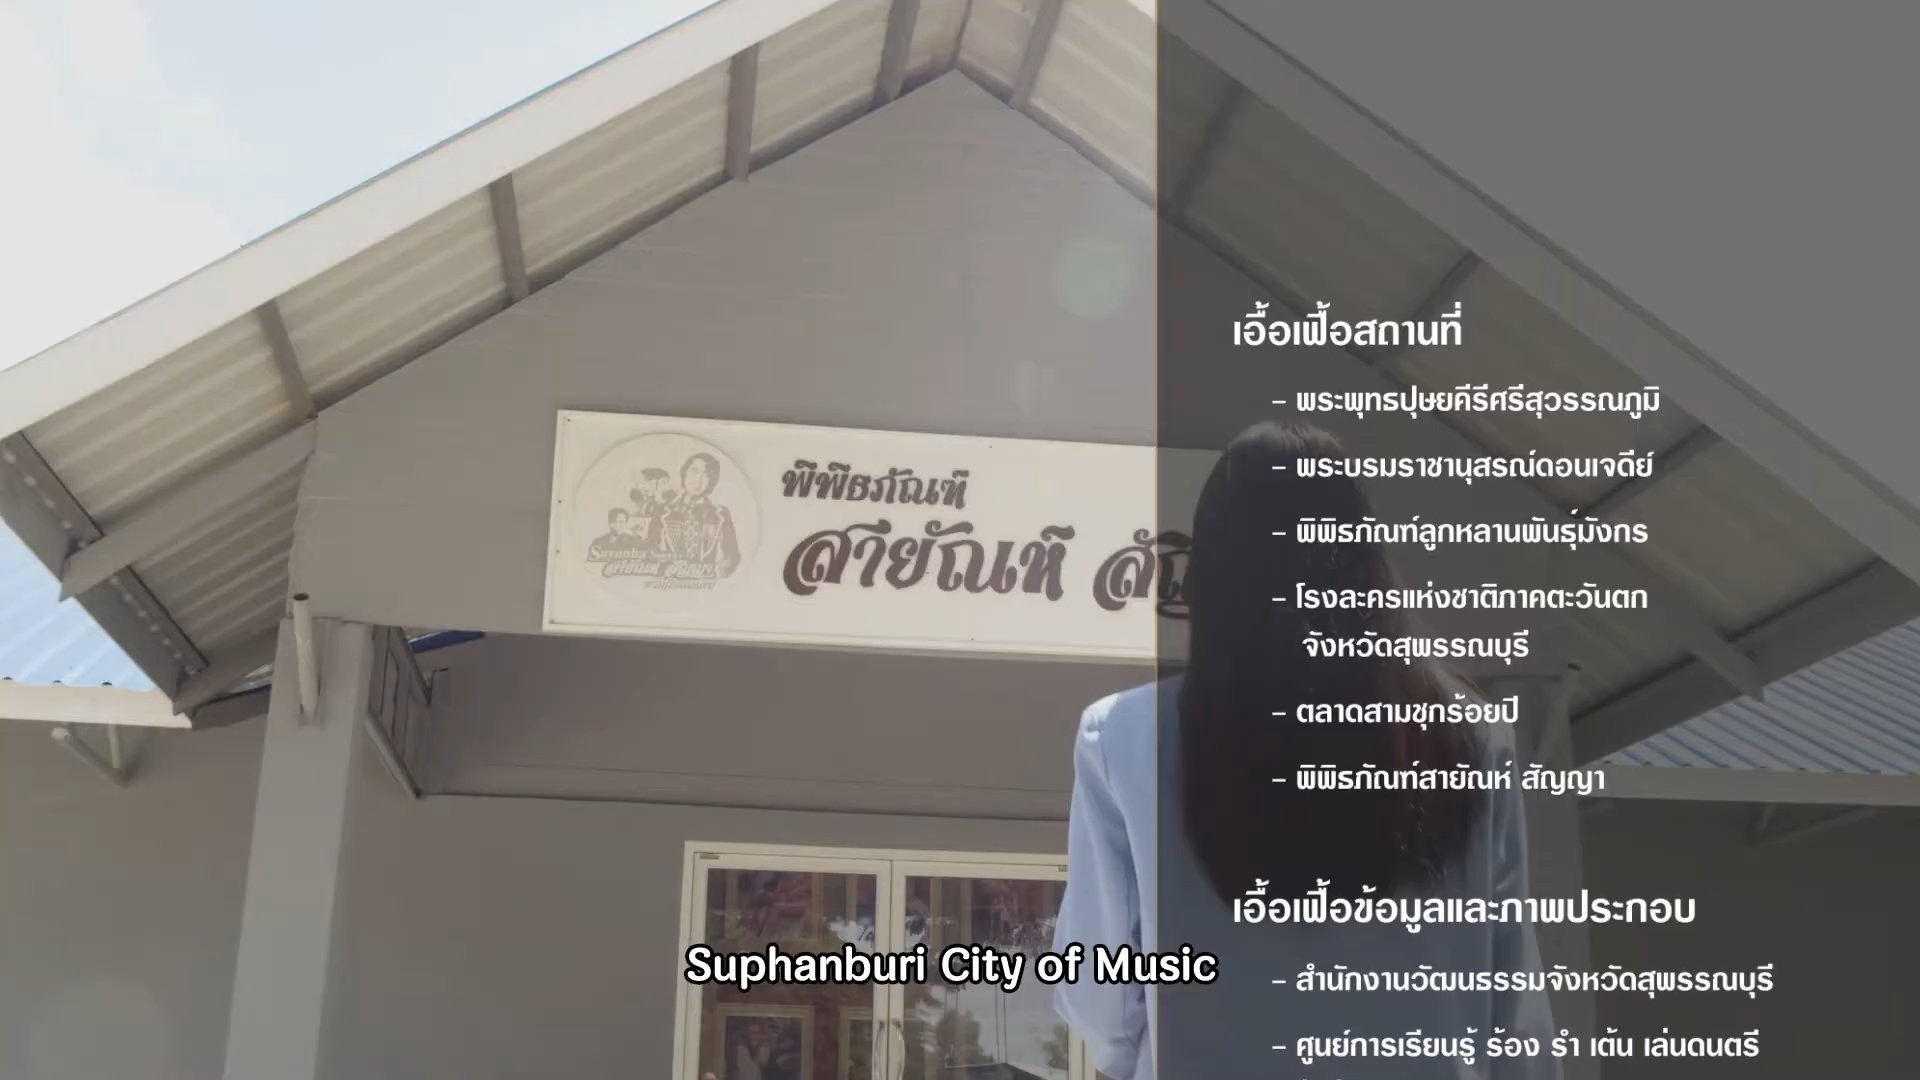 พิพิธภัณฑ์
สายัณห์
เอื้อเฟื้อสถานที่
– พระพุทธปุษยคีรีศรีสุวรรณภูมิ
– พระบรมราชานุสรณ์ดอนเจดีย์
– พิพิธภัณฑ์ลูกหลานพันธุ์มังกร
– โรงละครแห่งชาติภาคตะวันตก
จังหวัดสุพรรณบุรี
– ตลาดสามชุกร้อยปี
– พิพิธภัณฑ์สายัณห์ สัญญา
เอื้อเฟื้อข้อมูลและภาพประกอบ
– สำนักงานวัฒนธรรมจังหวัดสุพรรณบุรี
– ศูนย์การเรียนรู้ ร้อง รำ เต้น เล่นดนตรี
Suphanburi City of Music